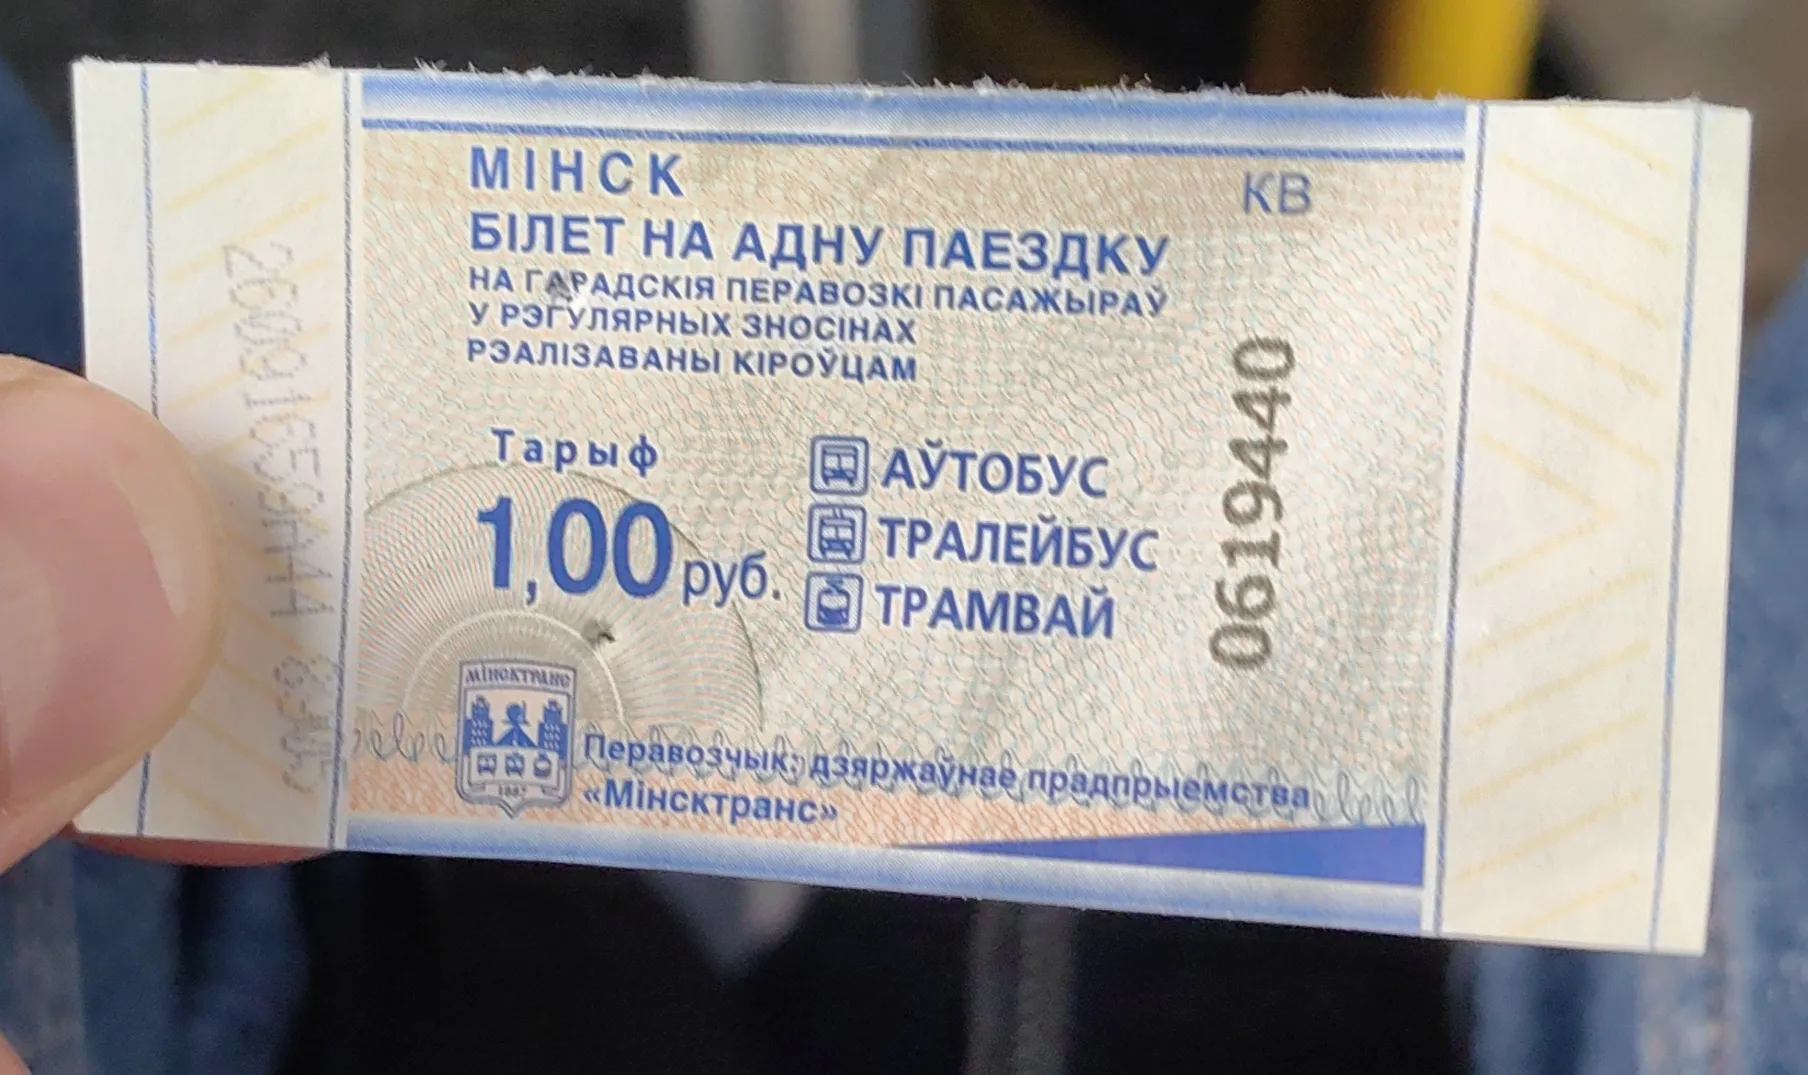 МІНСК
КВ
БІЛЕТ НА АДНУ ПАЕЗДКУ
НА ГАРАДСКІЯ ПЕРАВОЗКІ ПАСАЖЫРАЎ
У РЭГУЛЯРНЫХ ЗНОСІНАХ
РЭАЛІЗАВАНЫ КІРОЎЦАМ
Тарыф
1,00 руб.
АЎТОБУС
ТРАЛЕЙБУС
ТРАМВАЙ
0619440
МІНСКТРАНС
Перавозчык: дзяржаўнае прадпрыемства
«Мінсктранс»